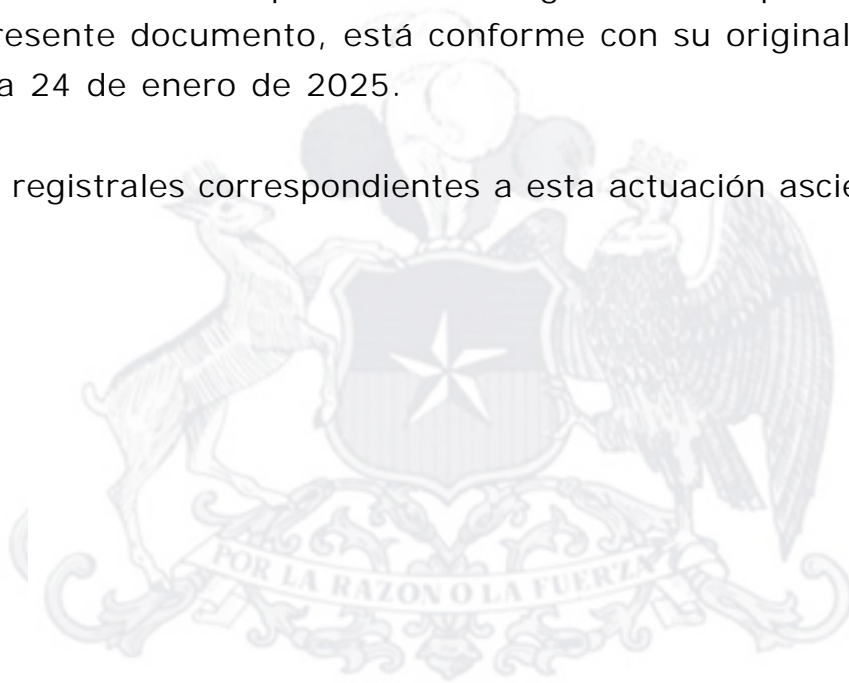 resente documento, está conforme con su original
a 24 de enero de 2025.
registrales correspondientes a esta actuación
POR LA RAZON O LA FUERZA